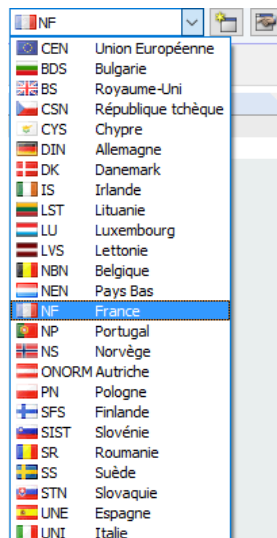 NF
CEN Union Européenne
BDS Bulgarie
BS Royaume-Uni
CSN République tchèque
CYS Chypre
DIN Allemagne
DK Danemark
IS Irlande
LST Lituanie
LU Luxembourg
LVS Lettonie
NBN Belgique
NEN Pays Bas
NF France
NP Portugal
NS Norvège
ONORM Autriche
PN Pologne
SFS Finlande
SIST Slovénie
SR Roumanie
SS Suède
STN Slovaquie
UNE Espagne
UNI Italie